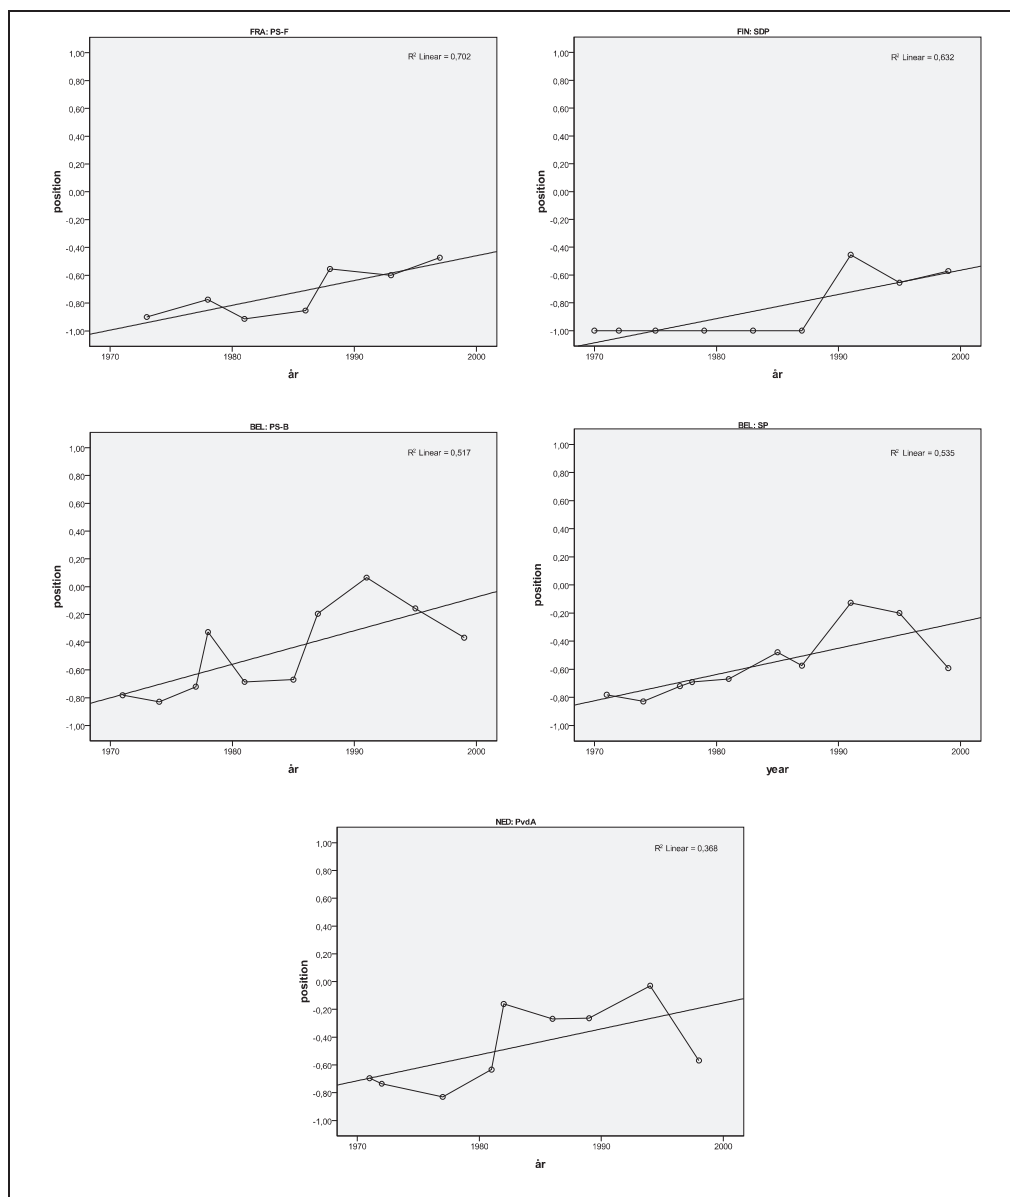 FRA: PS-F
R² Linear = 0,702
1,00
0,80
0,60
0,40
0,20
0,00
-0,20
-0,40
-0,60
-0,80
-1,00
position
1970 1980 1990 2000
år
FIN: SDP
R² Linear = 0,632
1,00
0,80
0,60
0,40
0,20
0,00
-0,20
-0,40
-0,60
-0,80
-1,00
position
1970 1980 1990 2000
år
BEL: PS-B
R² Linear = 0,517
1,00
0,80
0,60
0,40
0,20
0,00
-0,20
-0,40
-0,60
-0,80
-1,00
position
1970 1980 1990 2000
år
BEL: SP
R² Linear = 0,535
1,00
0,80
0,60
0,40
0,20
0,00
-0,20
-0,40
-0,60
-0,80
-1,00
position
1970 1980 1990 2000
year
NED: PvdA
R² Linear = 0,368
1,00
0,80
0,60
0,40
0,20
0,00
-0,20
-0,40
-0,60
-0,80
-1,00
position
1970 1980 1990 2000
år